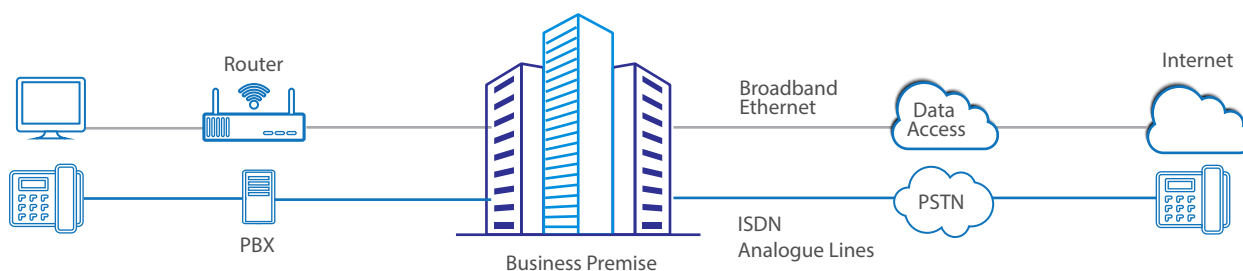 Router
Broadband
Ethernet
Data
Access
Internet
PBX
Business Premise
ISDN
Analogue Lines
PSTN